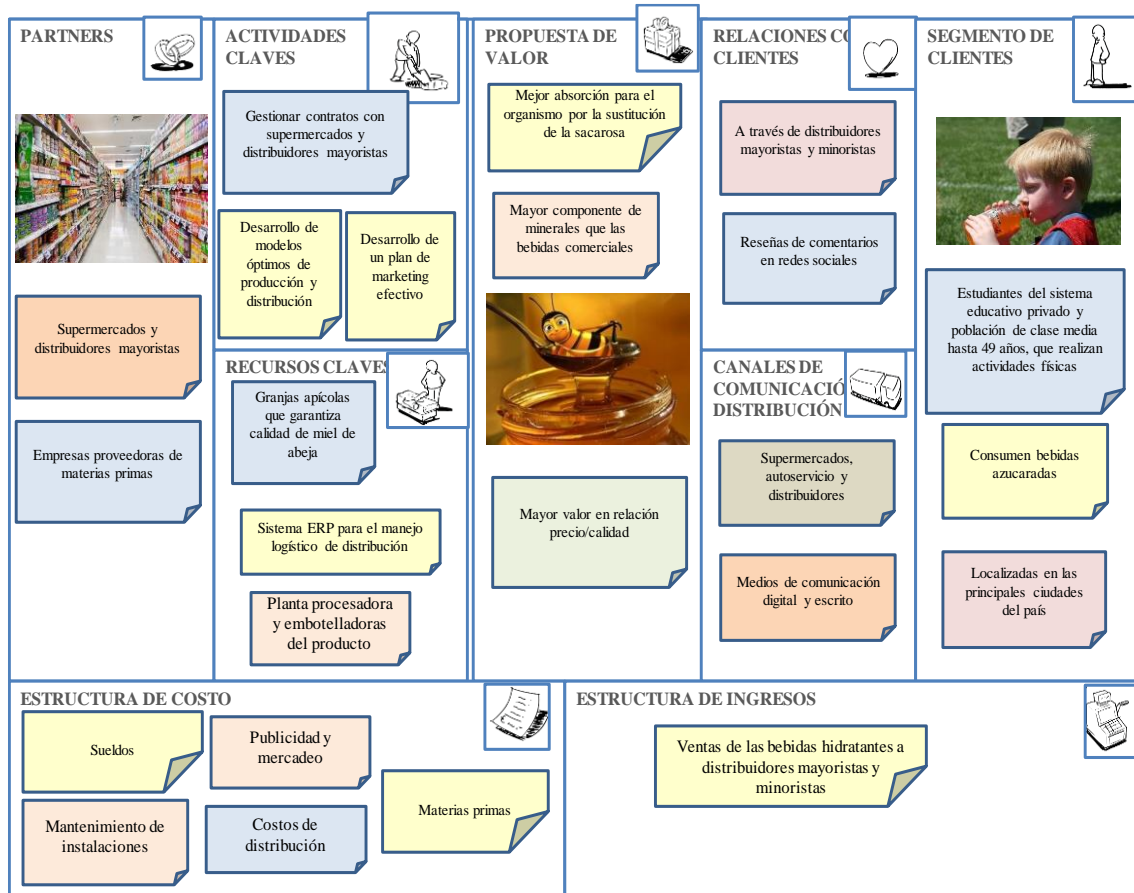 PARTNERS
Supermercados y
distribuidores mayoristas
Empresas proveedoras de
materias primas
ACTIVIDADES
CLAVES
Gestionar contratos con
supermercados y
distribuidores mayoristas
Desarrollo de
modelos
óptimos de
producción y
distribución
Desarrollo de
un plan de
marketing
efectivo
RECURSOS CLAVES
Granjas apícolas
que garantiza
calidad de miel de
abeja
Sistema ERP para el manejo
logístico de distribución
Planta procesadora
y embotelladoras
del producto
PROPUESTA DE
VALOR
Mejor absorción para el
organismo por la sustitución
de la sacarosa
Mayor componente de
minerales que las
bebidas comerciales
Mayor valor en relación
precio/calidad
RELACIONES CO
CLIENTES
A través de distribuidores
mayoristas y minoristas
Reseñas de comentarios
en redes sociales
CANALES DE
COMUNICACIÓ
DISTRIBUCIÓN
Supermercados,
autoservicio y
distribuidores
Medios de comunicación
digital y escrito
SEGMENTO DE
CLIENTES
Estudiantes del sistema
educativo privado y
población de clase media
hasta 49 años, que realizan
actividades físicas
Consumen bebidas
azucaradas
Localizadas en las
principales ciudades
del país
ESTRUCTURA DE COSTO
Sueldos
Publicidad y
mercadeo
Materias primas
Mantenimiento de
instalaciones
Costos de
distribución
ESTRUCTURA DE INGRESOS
Ventas de las bebidas hidratantes a
distribuidores mayoristas y
minoristas